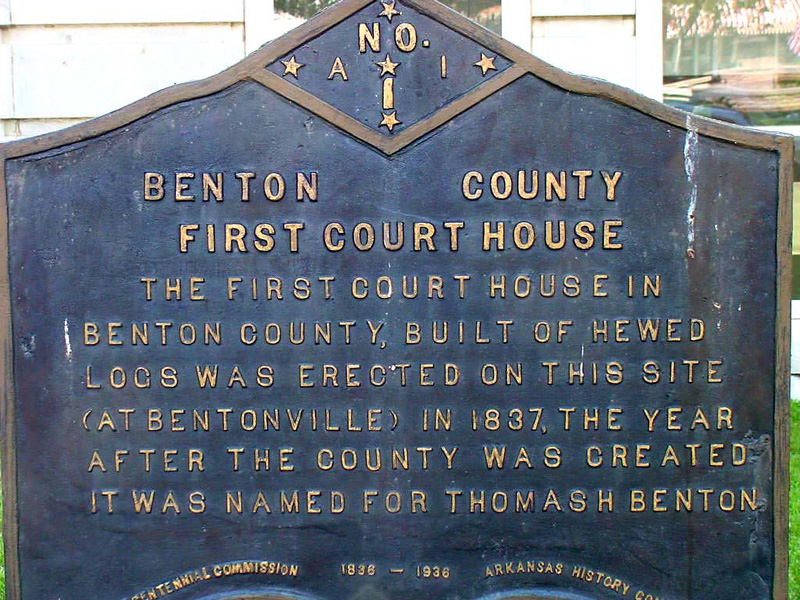 NO.
A 1 I
BENTON COUNTY
FIRST COURT HOUSE
THE FIRST COURT HOUSE IN
BENTON COUNTY, BUILT OF HEWED
LOGS WAS ERECTED ON THIS SITE
(AT BENTONVILLE) IN 1837, THE YEAR
AFTER THE COUNTY WAS CREATED
IT WAS NAMED FOR THOMAS H BENTON
COMMISSION 1836 — 1936 ARKANSAS HISTORY